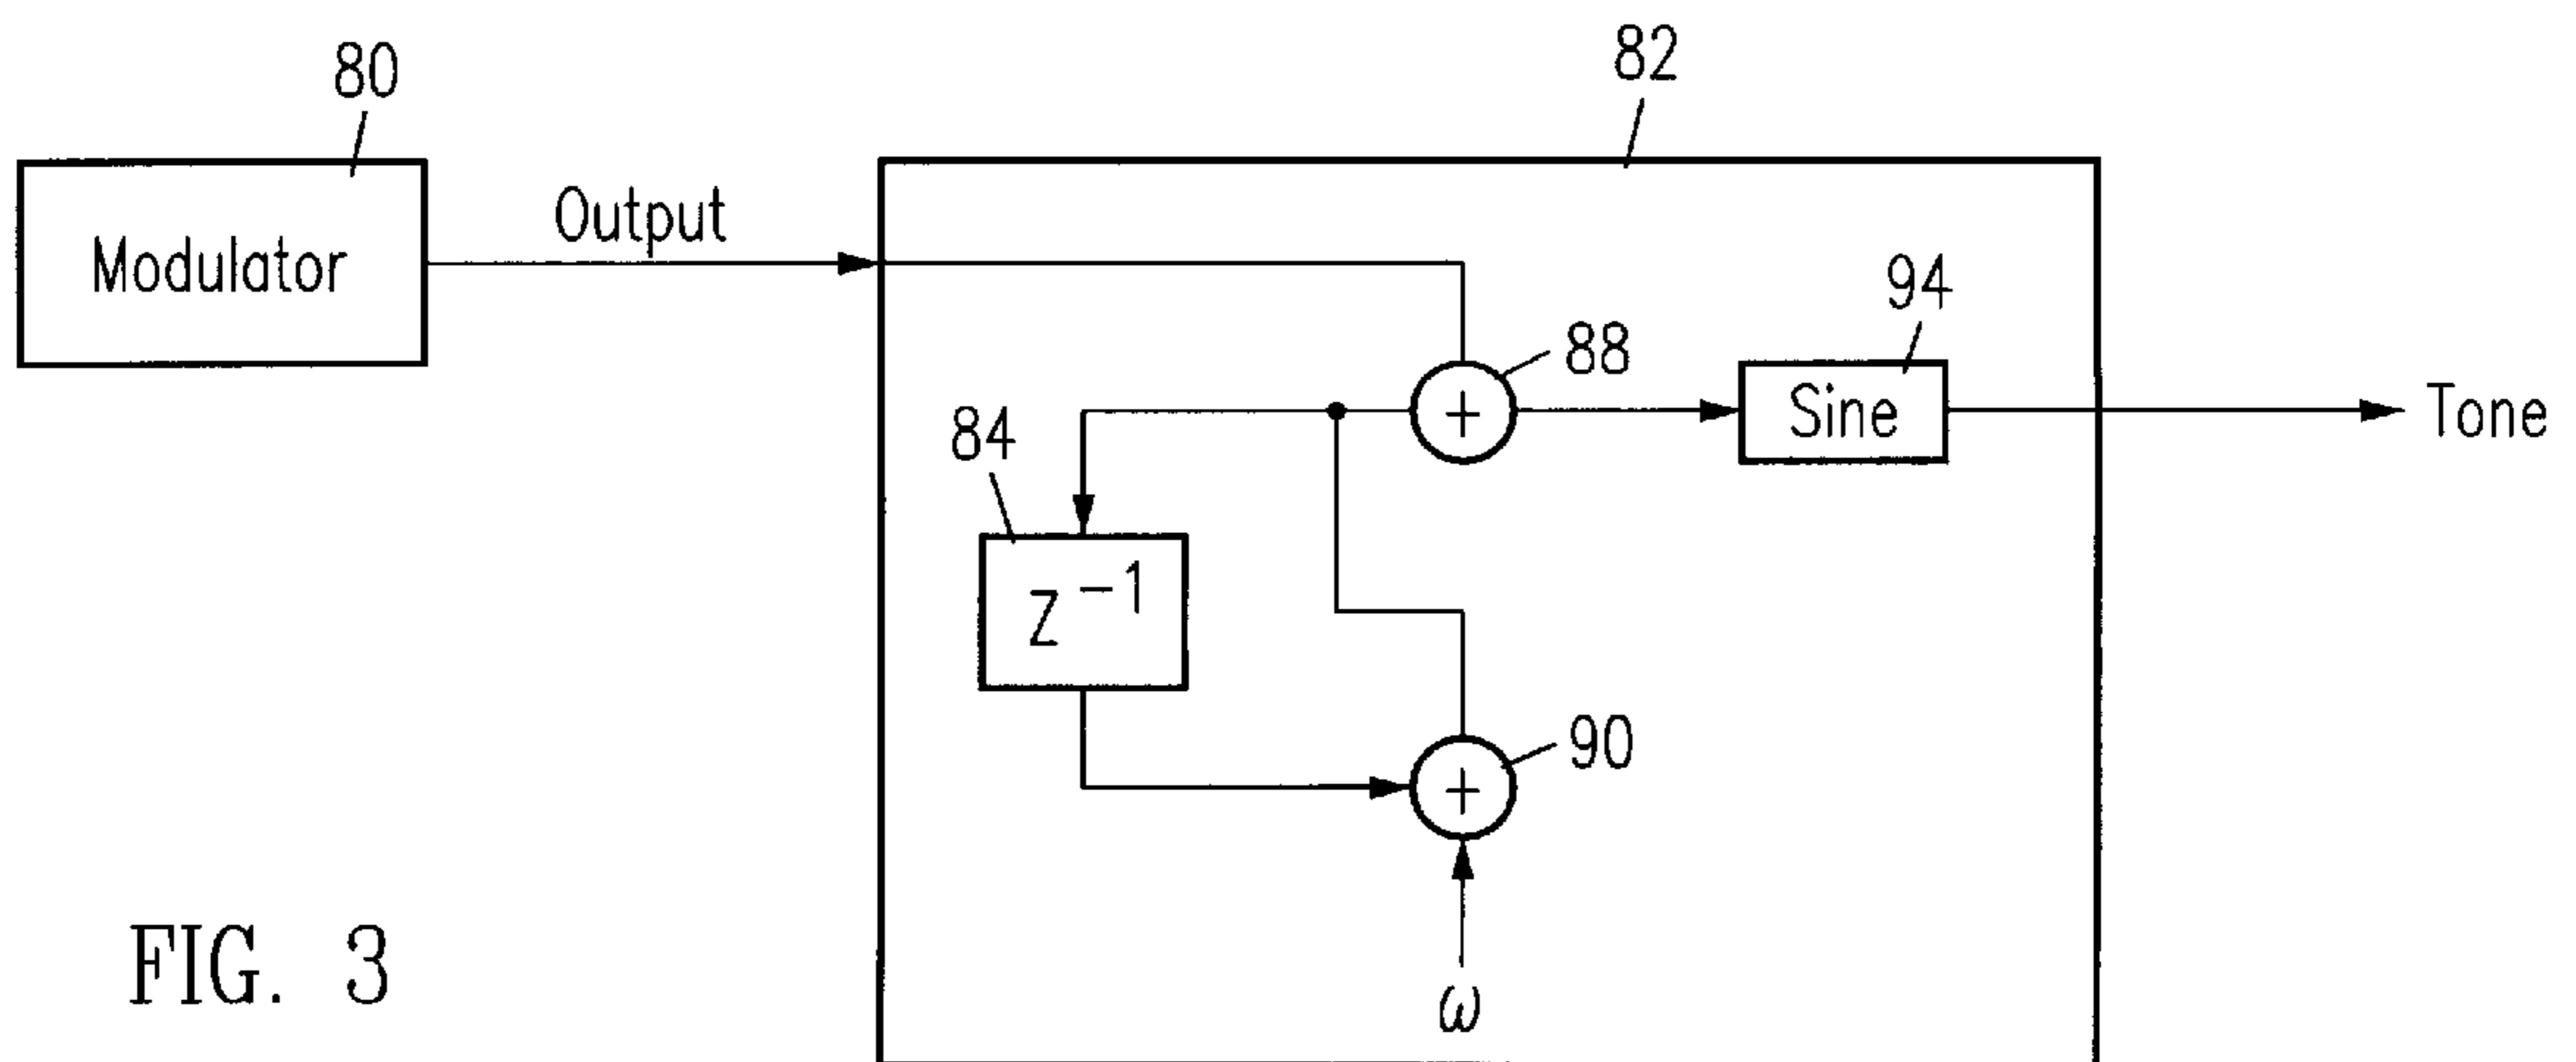 80
82
Modulator
Output
94
88
Sine
Tone
84
Z⁻¹
90
ω
FIG. 3